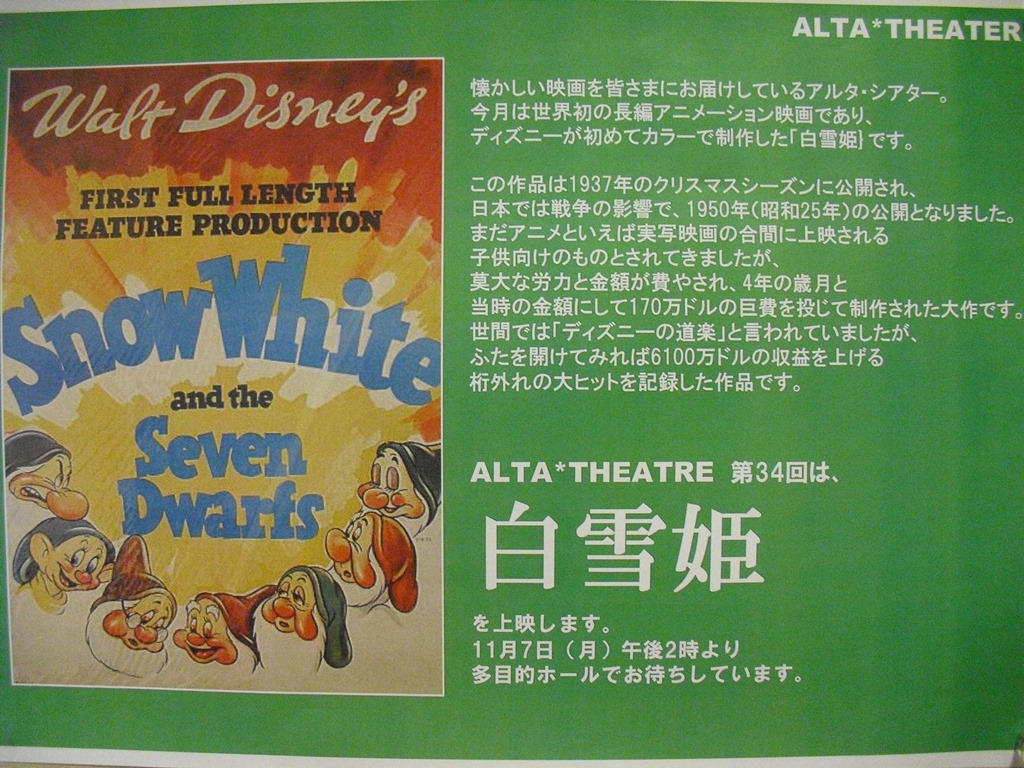 ALTA*THEATER
Walt Disney's
FIRST FULL LENGTH
FEATURE PRODUCTION
Snow White
and the
Seven
Dwarfs
懐かしい映画を皆さまにお届けしているアルタ・シアター。
今月は世界初の長編アニメーション映画であり、
ディズニーが初めてカラーで制作した「白雪姫}です。
この作品は1937年のクリスマスシーズンに公開され、
日本では戦争の影響で、1950年(昭和25年)の公開となりました。
まだアニメといえば実写映画の合間に上映される
子供向けのものとされてきましたが、
莫大な労力と金額が費やされ、4年の歳月と
当時の金額にして170万ドルの巨費を投じて制作された大作です。
世間では「ディズニーの道楽」と言われていましたが、
ふたを開けてみれば6100万ドルの収益を上げる
桁外れの大ヒットを記録した作品です。
ALTA*THEATRE 第34回は、
白雪姫
を上映します。
11月7日（月）午後2時より
多目的ホールでお待ちしています。